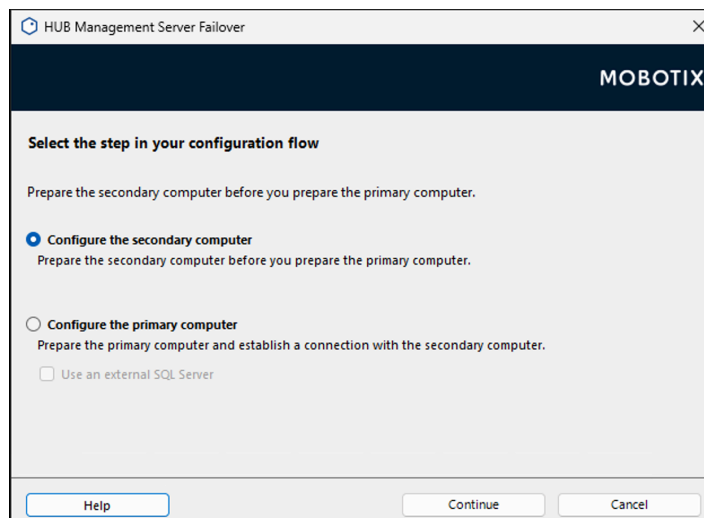 HUB Management Server Failover
MOBOTIX
Select the step in your configuration flow
Prepare the secondary computer before you prepare the primary computer.
Configure the secondary computer
Prepare the secondary computer before you prepare the primary computer.
Configure the primary computer
Prepare the primary computer and establish a connection with the secondary computer.
Use an external SQL Server
Help
Continue
Cancel